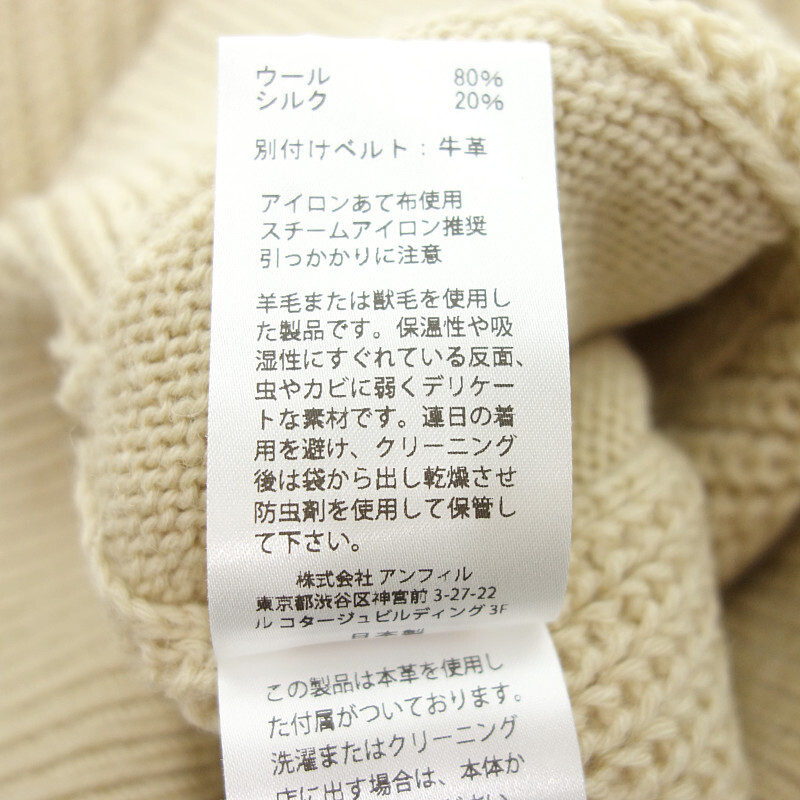 ウール 80%
シルク 20%
別付けベルト：牛革
アイロンあて布使用
スチームアイロン推奨
引っかかりに注意
羊毛または獣毛を使用し
た製品です。保温性や吸
湿性にすぐれている反面、
虫やカビに弱くデリケー
トな素材です。連日の着
用を避け、クリーニング
後は袋から出し乾燥させ
防虫剤を使用して保管し
て下さい。
株式会社 アンフィル
東京都渋谷区神宮前 3-27-22
ル コタージュビルディング 3F
日本製
この製品は本革を使用し
た付属がついております。
洗濯またはクリーニング
店に出す場合は、本体か